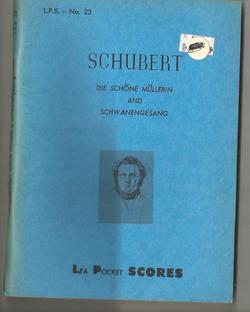 L.P.S. – No. 23
SCHUBERT
DIE SCHÖNE MÜLLERIN
AND
SCHWANENGESANG
LEA POCKET SCORES